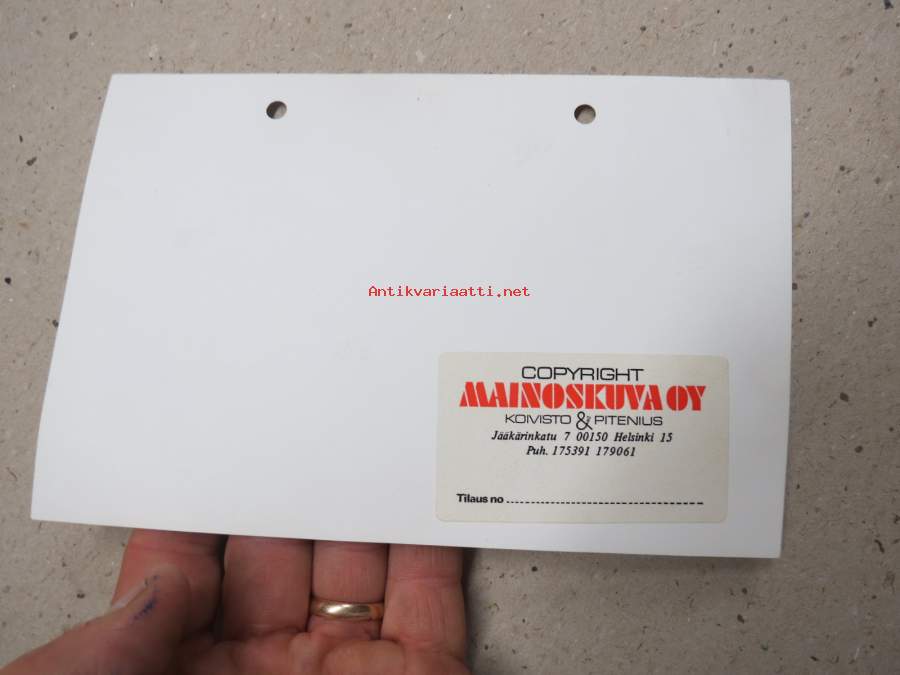 Antikvariaatti.net
COPYRIGHT
MAINOSKUVA OY
KOIVISTO & PITENIUS
Jääkärinkatu 7 00150 Helsinki 15
Puh. 175391 179061
Tilaus no